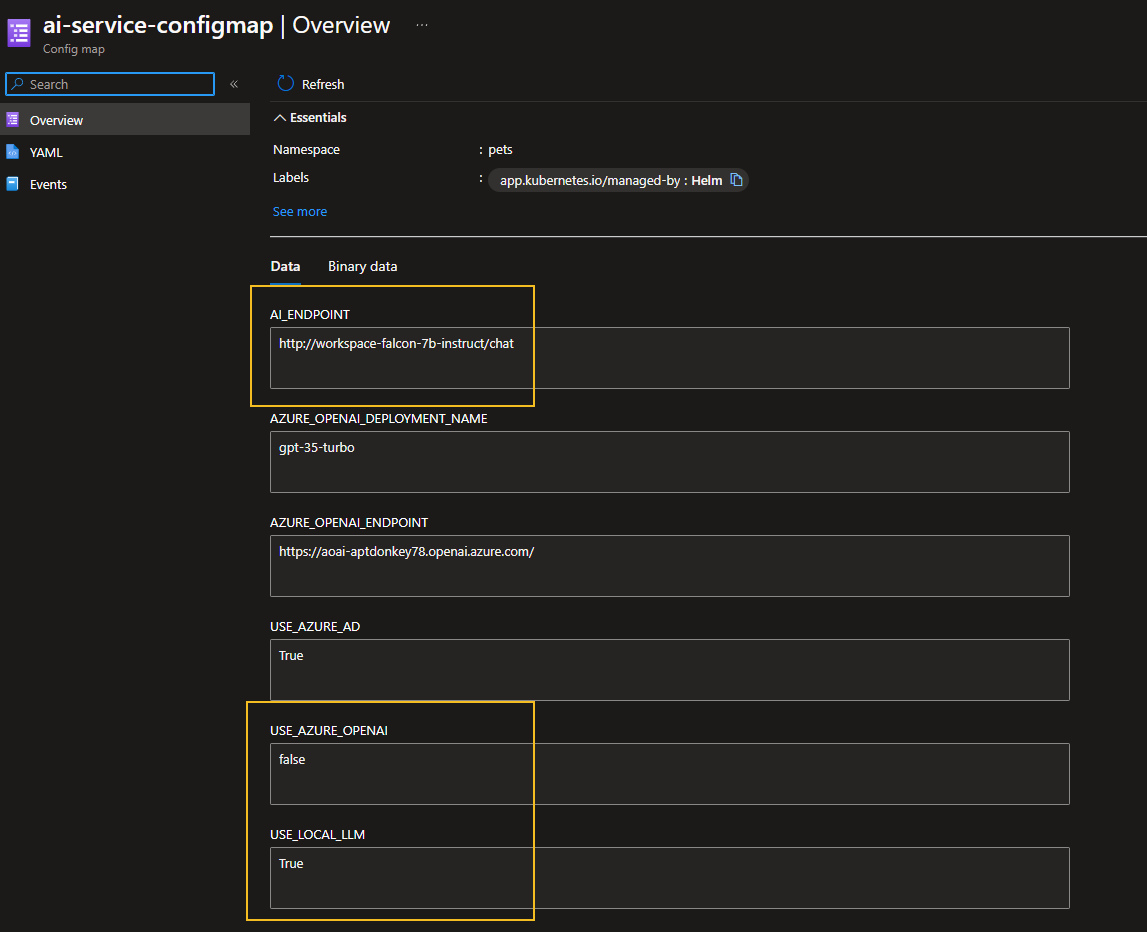 ai-service-configmap | Overview ...
Config map
Search «
Refresh
Overview
YAML
Events
Essentials
Namespace : pets
Labels : app.kubernetes.io/managed-by : Helm
See more
Data Binary data
AI_ENDPOINT
http://workspace-falcon-7b-instruct/chat
AZURE_OPENAI_DEPLOYMENT_NAME
gpt-35-turbo
AZURE_OPENAI_ENDPOINT
https://aoai-aptdonkey78.openai.azure.com/
USE_AZURE_AD
True
USE_AZURE_OPENAI
false
USE_LOCAL_LLM
True